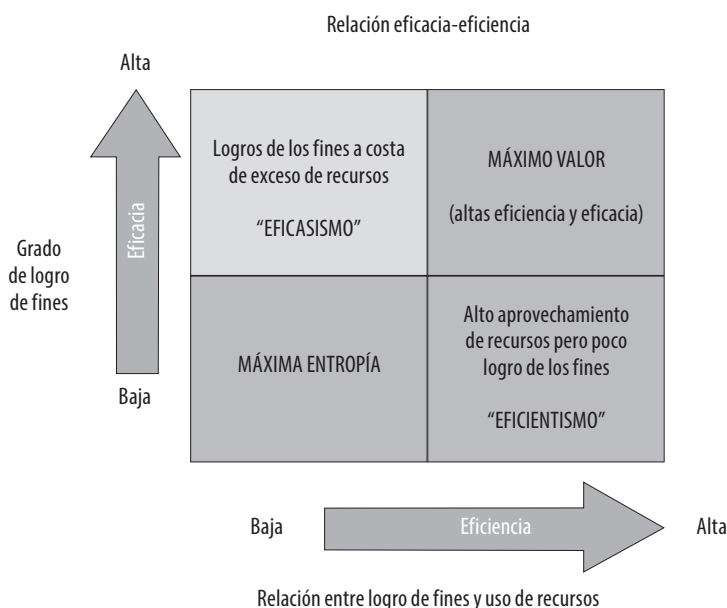 Relación eficacia-eficiencia
Alta
Logros de los fines a costa
de exceso de recursos
“EFICASISMO”
MÁXIMO VALOR
(altas eficiencia y eficacia)
Eficacia
Grado
de logro
de fines
MÁXIMA ENTROPÍA
Alto aprovechamiento
de recursos pero poco
logro de los fines
“EFICIENTISMO”
Baja
Baja
Eficiencia
Alta
Relación entre logro de fines y uso de recursos